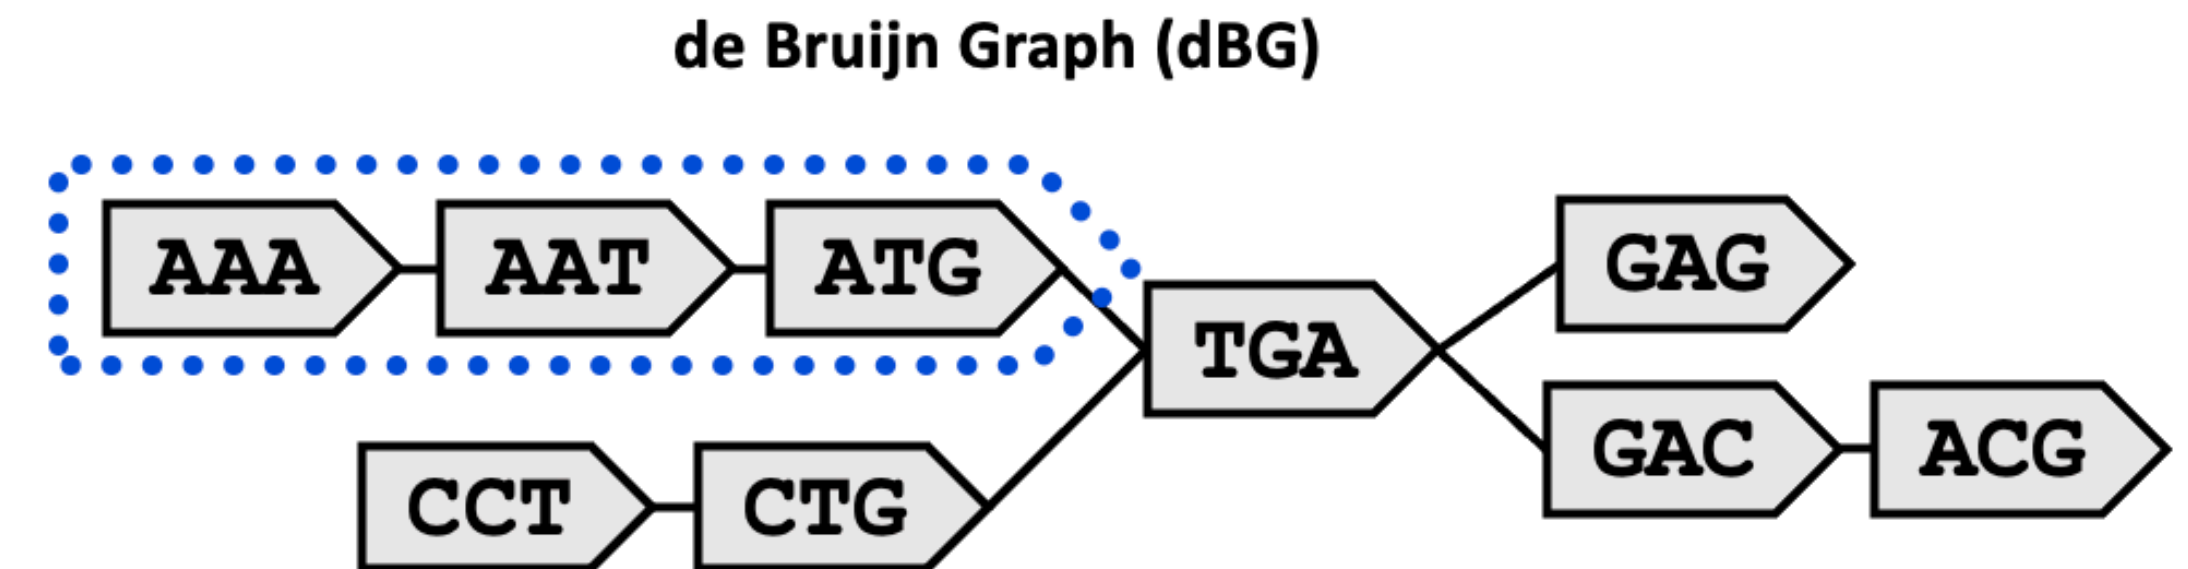 de Bruijn Graph (dBG)
AAA AAT ATG TGA GAG
CCT CTG GAC ACG